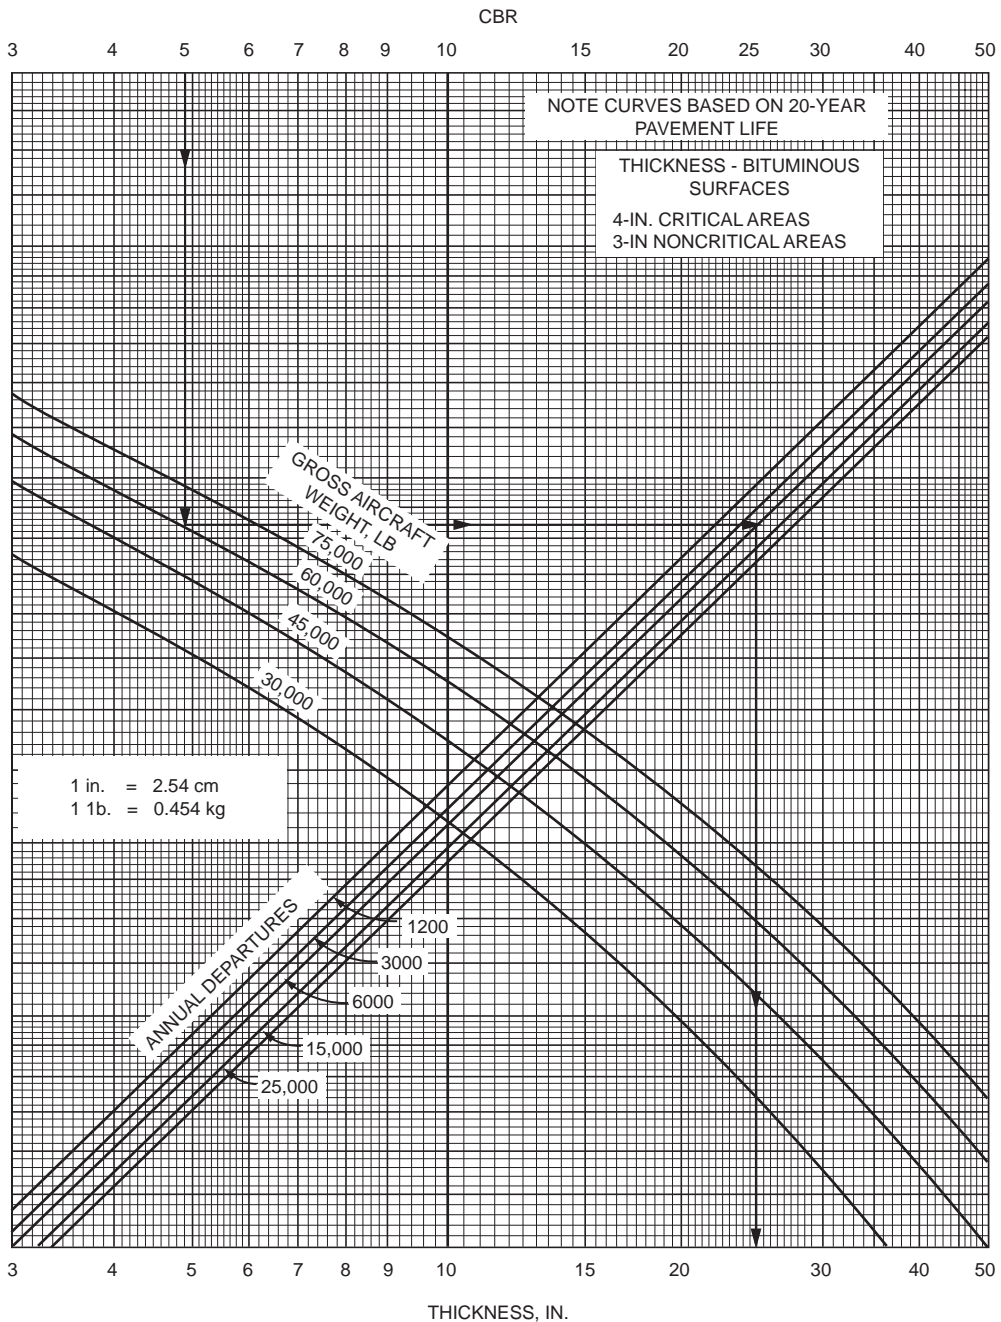 CBR
3 4 5 6 7 8 9 10 15 20 25 30 40 50
NOTE CURVES BASED ON 20-YEAR
PAVEMENT LIFE
THICKNESS - BITUMINOUS
SURFACES
4-IN. CRITICAL AREAS
3-IN NONCRITICAL AREAS
GROSS AIRCRAFT
WEIGHT, LB
75,000
60,000
45,000
30,000
1 in. = 2.54 cm
1 1b. = 0.454 kg
ANNUAL DEPARTURES
1200
3000
6000
15,000
25,000
3 4 5 6 7 8 9 10 15 20 30 40 50
THICKNESS, IN.